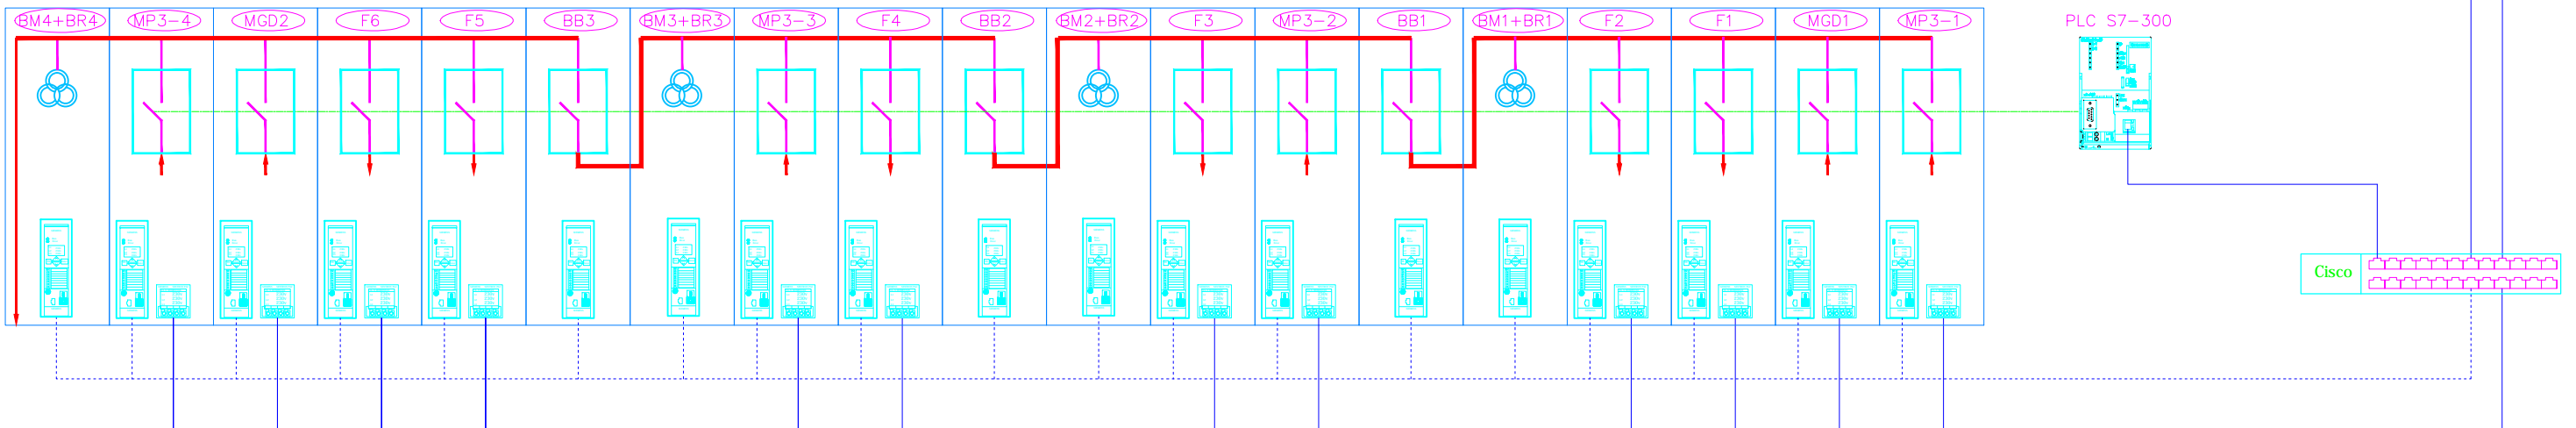 BM4+BR4 MP3-4 MGD2 F6 F5 BB3 BM3+BR3 MP3-3 F4 BB2 BM2+BR2 F3 MP3-2 BB1 BM1+BR1 F2 F1 MGD1 MP3-1 PLC S7-300
Cisco